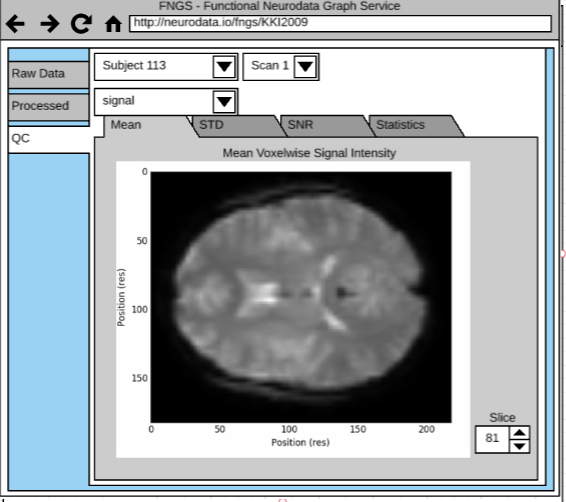 FNGS - Functional Neurodata Graph Service
http://neurodata.io/fngs/KKI2009
Raw Data
Processed
QC
Subject 113
Scan 1
signal
Mean
STD
SNR
Statistics
Mean Voxelwise Signal Intensity
0
50
100
150
Position (res)
0
50
100
150
200
Position (res)
Slice
81